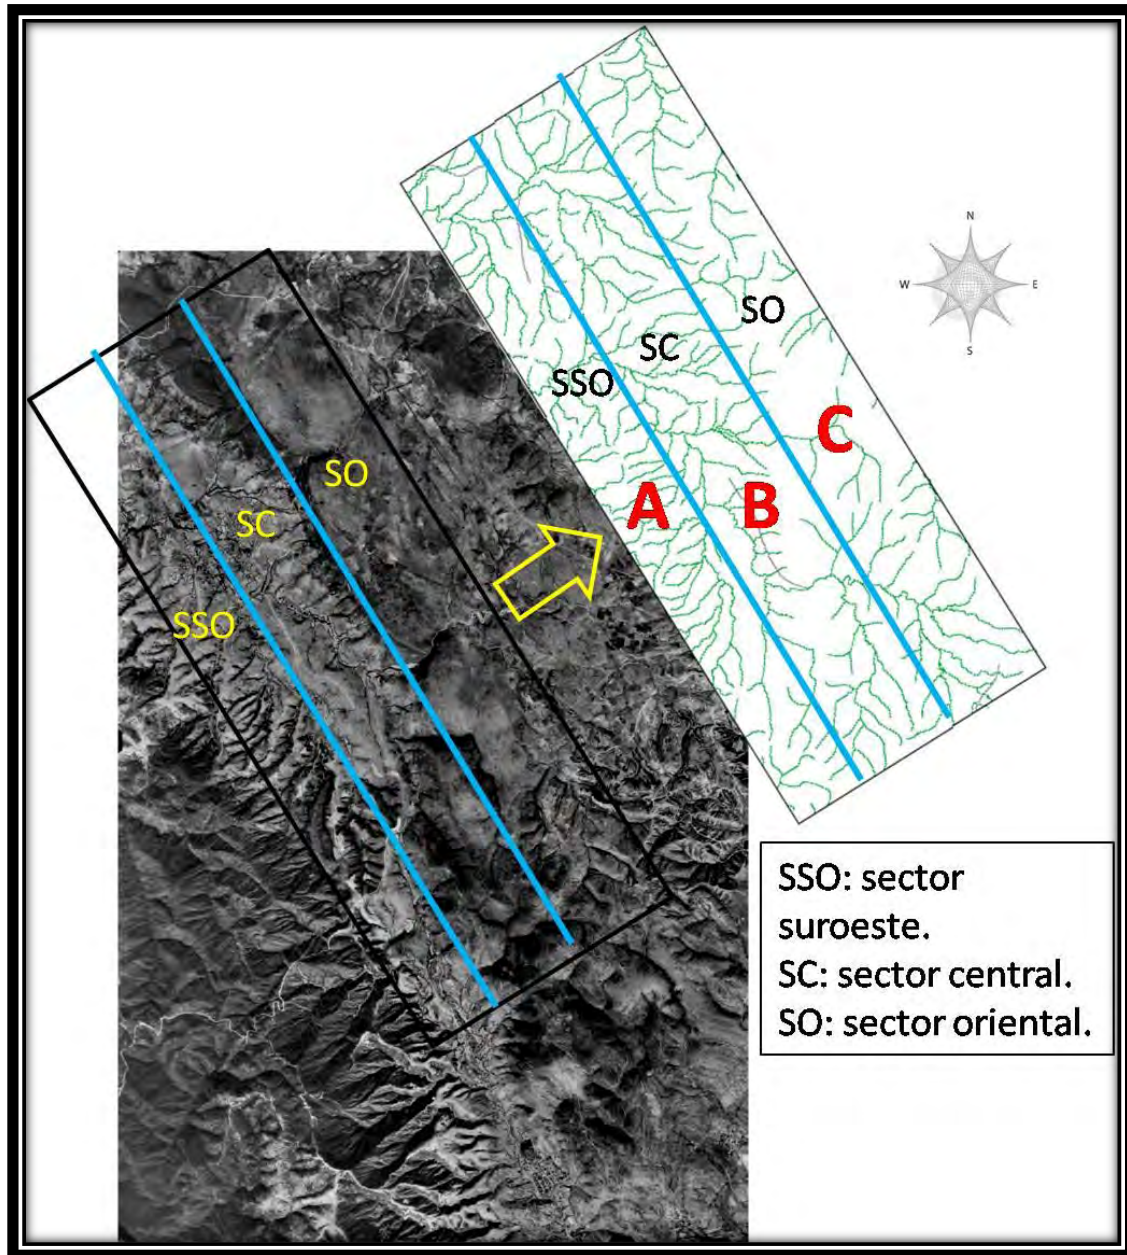 N
W
E
S
SO
SC
SSO
C
A
B
SO
SC
SSO
SSO: sector
suroeste.
SC: sector central.
SO: sector oriental.